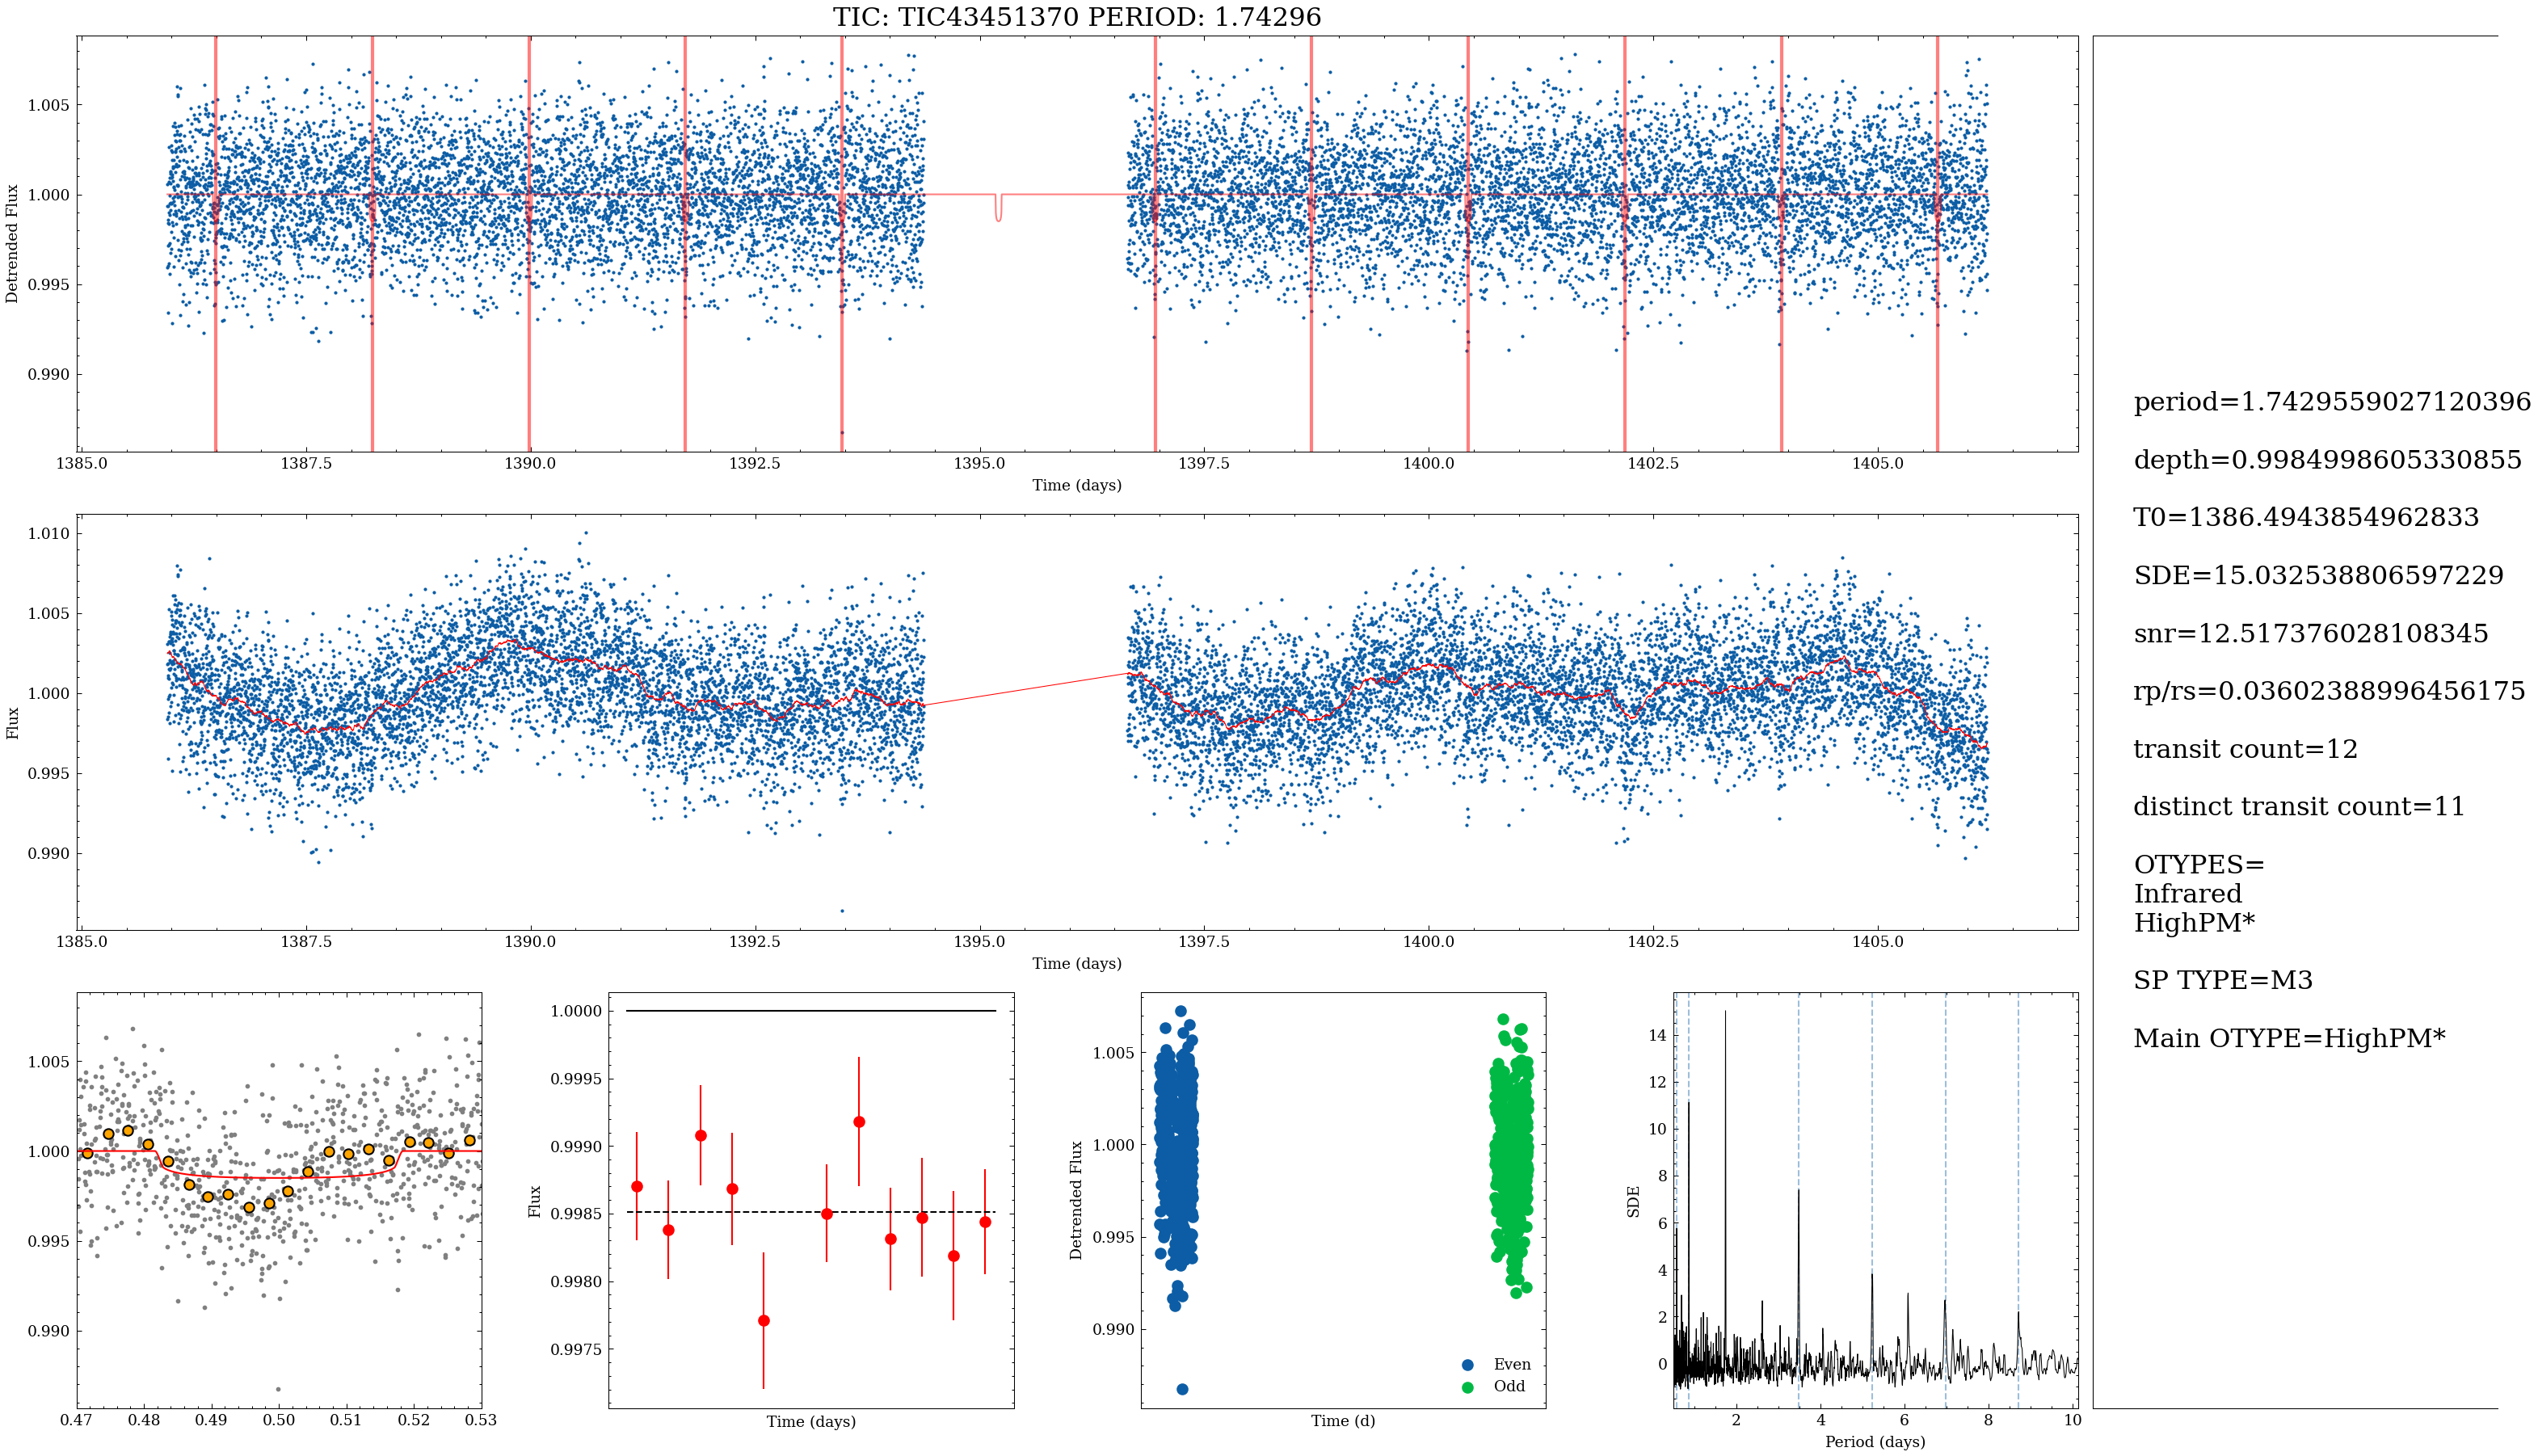 TIC: TIC43451370 PERIOD: 1.74296
Detrended Flux
1.005
1.000
0.995
0.990
1385.0 1387.5 1390.0 1392.5 1395.0 1397.5 1400.0 1402.5 1405.0
Time (days)
Flux
1.010
1.005
1.000
0.995
0.990
1385.0 1387.5 1390.0 1392.5 1395.0 1397.5 1400.0 1402.5 1405.0
Time (days)
1.005
1.000
0.995
0.990
0.47 0.48 0.49 0.50 0.51 0.52 0.53
Flux
1.0000
0.9995
0.9990
0.9985
0.9980
0.9975
Time (days)
Detrended Flux
1.005
1.000
0.995
0.990
Even
Odd
Time (d)
SDE
14
12
10
8
6
4
2
0
2 4 6 8 10
Period (days)
period=1.7429559027120396
depth=0.9984998605330855
T0=1386.4943854962833
SDE=15.032538806597229
snr=12.517376028108345
rp/rs=0.03602388996456175
transit count=12
distinct transit count=11
OTYPES=
Infrared
HighPM*
SP TYPE=M3
Main OTYPE=HighPM*